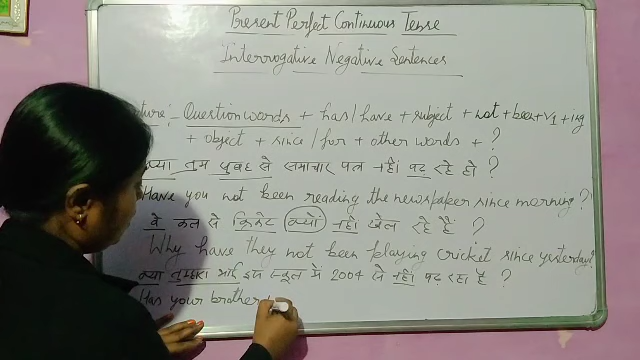 Present Perfect Continuous Tense
Interrogative Negative Sentences
ture:- Question words + has/have + subject + not + been + V1 + ing
+ object + since/for + other words + ?
क्या तुम सुबह से समाचार पत्र नहीं पढ़ रहे हो ?
Have you not been reading the newspaper since morning?
वे कल से क्रिकेट क्यों नहीं खेल रहे हैं ?
Why have they not been playing cricket since yesterday?
क्या तुम्हारा भाई इस स्कूल में 2004 से नहीं पढ़ रहा है ?
Has your brother